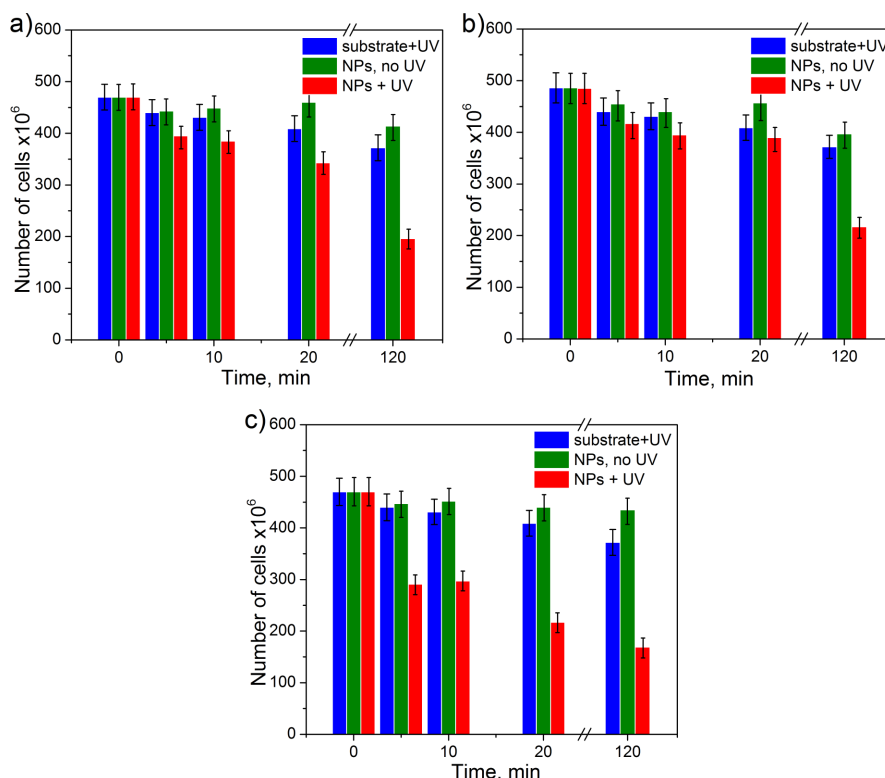 a)
600
500
400
300
200
100
0
Number of cells x10⁶
substrate+UV
NPs, no UV
NPs + UV
0
10
20
120
Time, min
b)
600
500
400
300
200
100
0
Number of cells x10⁶
substrate+UV
NPs, no UV
NPs + UV
0
10
20
120
Time, min
c)
600
500
400
300
200
100
0
Number of cells x10⁶
substrate+UV
NPs, no UV
NPs + UV
0
10
20
120
Time, min